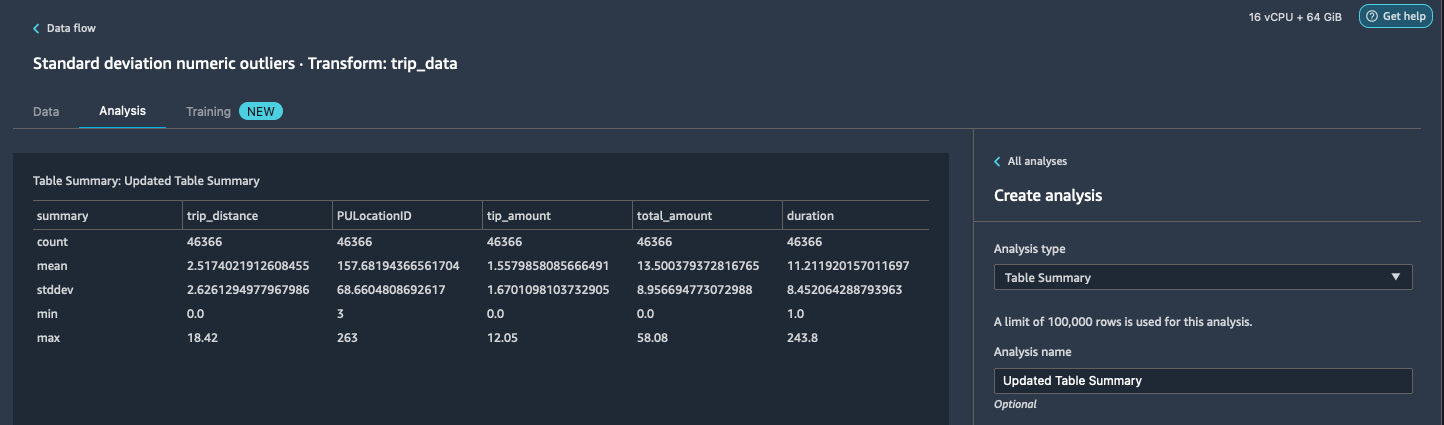 16 vCPU + 64 GiB
Get help
Data flow
Standard deviation numeric outliers · Transform: trip_data
Data Analysis Training NEW
Table Summary: Updated Table Summary
summary trip_distance PULocationID tip_amount total_amount duration
count 46366 46366 46366 46366 46366
mean 2.5174021912608455 157.68194366561704 1.5579858085666491 13.500379372816765 11.211920157011697
stddev 2.6261294977967986 68.6604808692617 1.6701098103732905 8.956694773072988 8.452064288793963
min 0.0 3 0.0 0.0 1.0
max 18.42 263 12.05 58.08 243.8
All analyses
Create analysis
Analysis type
Table Summary
A limit of 100,000 rows is used for this analysis.
Analysis name
Updated Table Summary
Optional